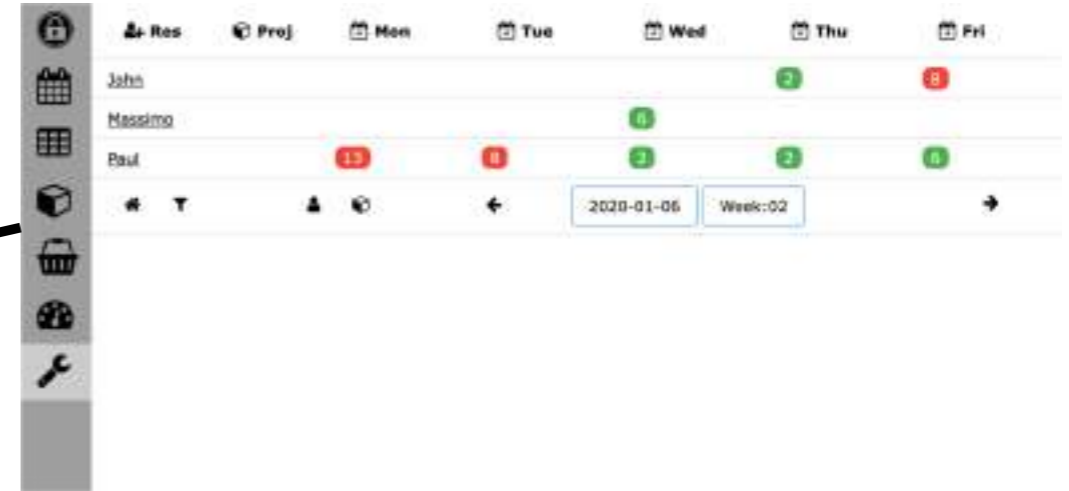 Res Proj Mon Tue Wed Thu Fri
John 2 8
Massimo 6
Paul 13 8 2 2 6
2020-01-06 Week:02